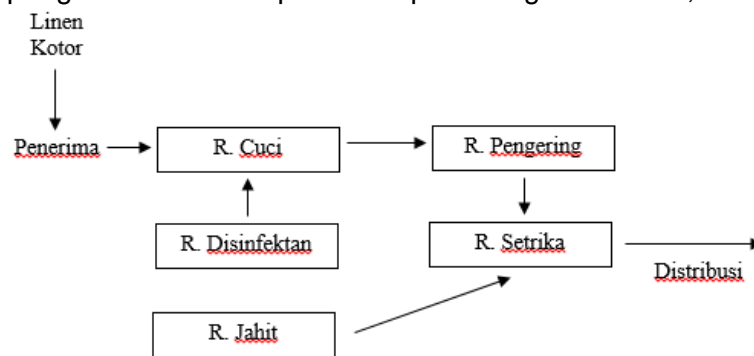 Linen
Kotor
Penerima
R. Cuci
R. Pengering
R. Disinfektan
R. Setrika
Distribusi
R. Jahit